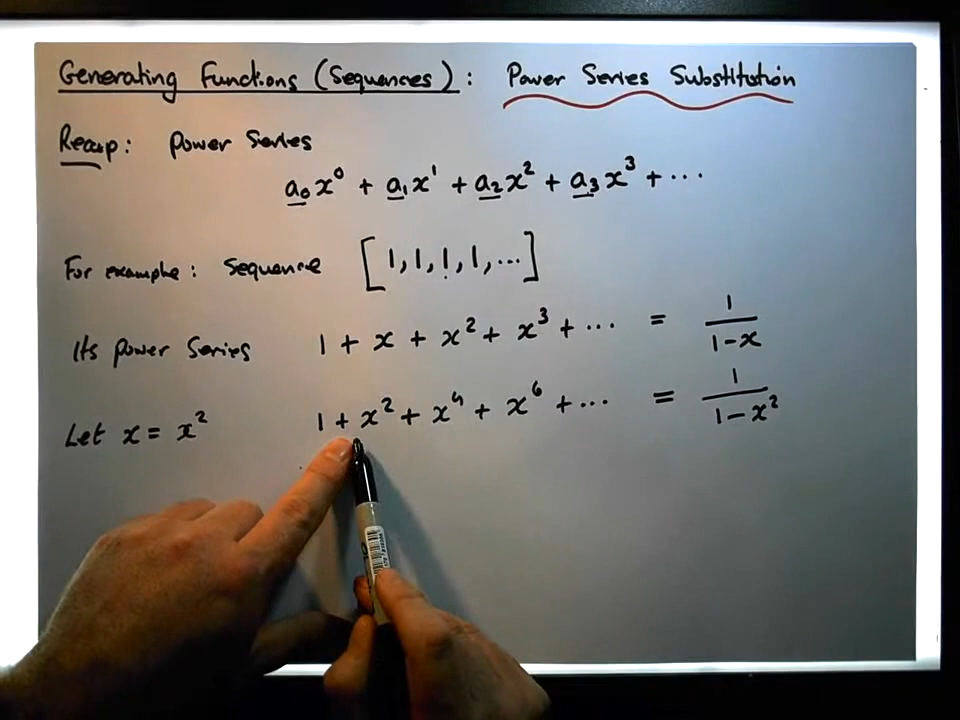 Generating Functions (Sequences) : Power Series Substitution
Recap: Power Series
a₀x⁰ + a₁x¹ + a₂x² + a₃x³ + ...
For example: Sequence [1, 1, 1, 1, ...]
Its power Series 1 + x + x² + x³ + ... = 1/(1-x)
Let x = x² 1 + x² + x⁴ + x⁶ + ... = 1/(1-x²)